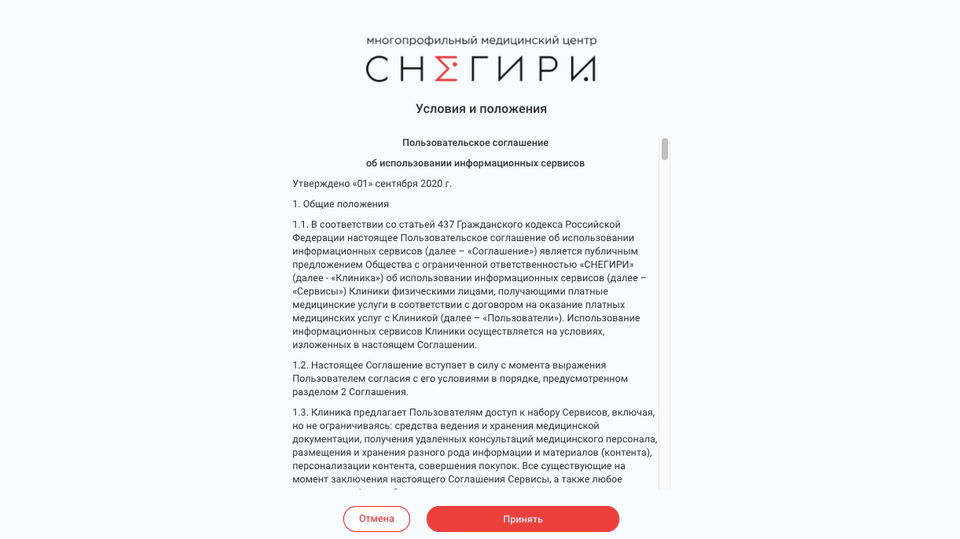 многопрофильный медицинский центр
СНЕГИРИ
Условия и положения
Пользовательское соглашение
об использовании информационных сервисов
Утверждено «01» сентября 2020 г.
1. Общие положения
1.1. В соответствии со статьей 437 Гражданского кодекса Российской
Федерации настоящее Пользовательское соглашение об использовании
информационных сервисов (далее – «Соглашение») является публичным
предложением Общества с ограниченной ответственностью «СНЕГИРИ»
(далее - «Клиника») об использовании информационных сервисов (далее –
«Сервисы») Клиники физическими лицами, получающими платные
медицинские услуги в соответствии с договором на оказание платных
медицинских услуг с Клиникой (далее – «Пользователи»). Использование
информационных сервисов Клиники осуществляется на условиях,
изложенных в настоящем Соглашении.
1.2. Настоящее Соглашение вступает в силу с момента выражения
Пользователем согласия с его условиями в порядке, предусмотренном
разделом 2 Соглашения.
1.3. Клиника предлагает Пользователям доступ к набору Сервисов, включая,
но не ограничиваясь: средства ведения и хранения медицинской
документации, получения удаленных консультаций медицинского персонала,
размещения и хранения разного рода информации и материалов (контента),
персонализации контента, совершения покупок. Все существующие на
момент заключения настоящего Соглашения Сервисы, а также любое
Отмена
Принять